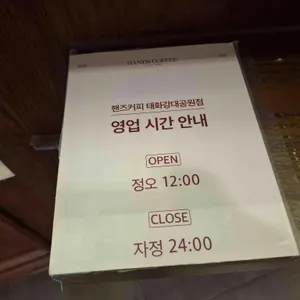 HANDS COFFEE
핸즈커피 태화강대공원점
영업 시간 안내
OPEN
정오 12:00
CLOSE
자정 24:00